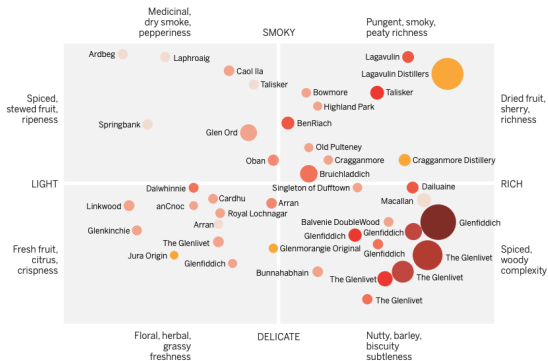 Medicinal,
dry smoke,
pepperiness
SMOKY
Pungent, smoky,
peaty richness
Ardbeg
Laphroaig
Lagavulin
Caol Ila
Lagavulin Distillers
Talisker
Spiced,
stewed fruit,
ripeness
Bowmore
Talisker
Dried fruit,
sherry,
richness
Highland Park
Springbank
BenRiach
Glen Ord
Old Pulteney
Oban
Cragganmore
Cragganmore Distillery
Bruichladdich
LIGHT
Dalwhinnie
Singleton of Dufftown
Dailuaine
RICH
Linkwood
anCnoc
Cardhu
Arran
Macallan
Royal Lochnagar
Glenkinchie
Arran
Balvenie DoubleWood
Glenfiddich
Glenfiddich
Glenfiddich
Fresh fruit,
citrus,
crispness
The Glenlivet
Glenmorangie Original
Glenfiddich
Spiced,
woody
complexity
Jura Origin
The Glenlivet
Glenfiddich
Bunnahabhain
The Glenlivet
The Glenlivet
The Glenlivet
Floral, herbal,
grassy
freshness
DELICATE
Nutty, barley,
biscuity
subtleness